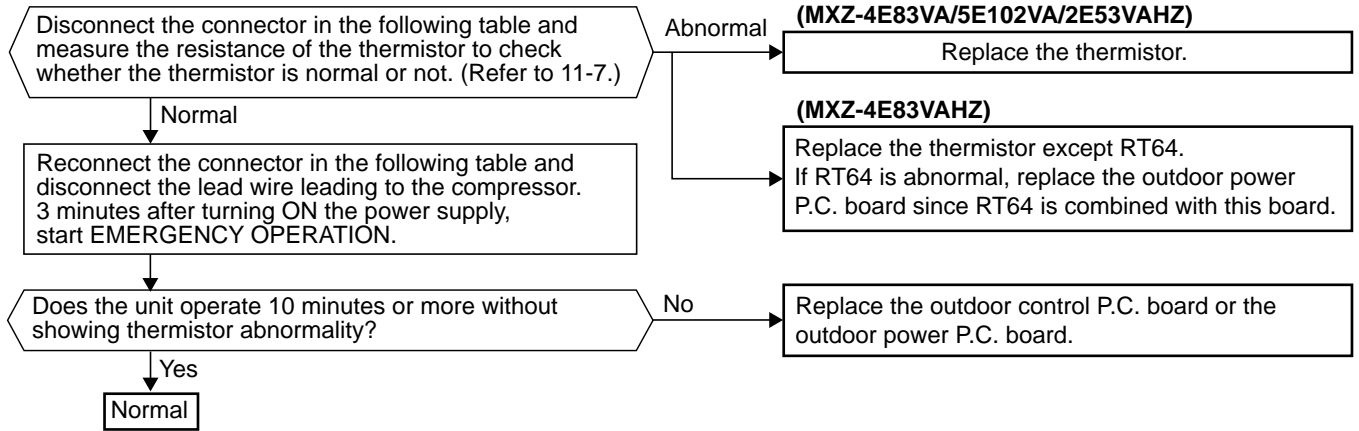 Disconnect the connector in the following table and
measure the resistance of the thermistor to check
whether the thermistor is normal or not. (Refer to 11-7.)
Abnormal
(MXZ-4E83VA/5E102VA/2E53VAHZ)
Replace the thermistor.
Normal
(MXZ-4E83VAHZ)
Replace the thermistor except RT64.
If RT64 is abnormal, replace the outdoor power
P.C. board since RT64 is combined with this board.
Reconnect the connector in the following table and
disconnect the lead wire leading to the compressor.
3 minutes after turning ON the power supply,
start EMERGENCY OPERATION.
Does the unit operate 10 minutes or more without
showing thermistor abnormality?
No
Replace the outdoor control P.C. board or the
outdoor power P.C. board.
Yes
Normal